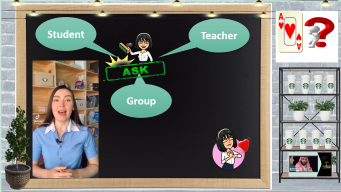 Student
Teacher
ASK
Group